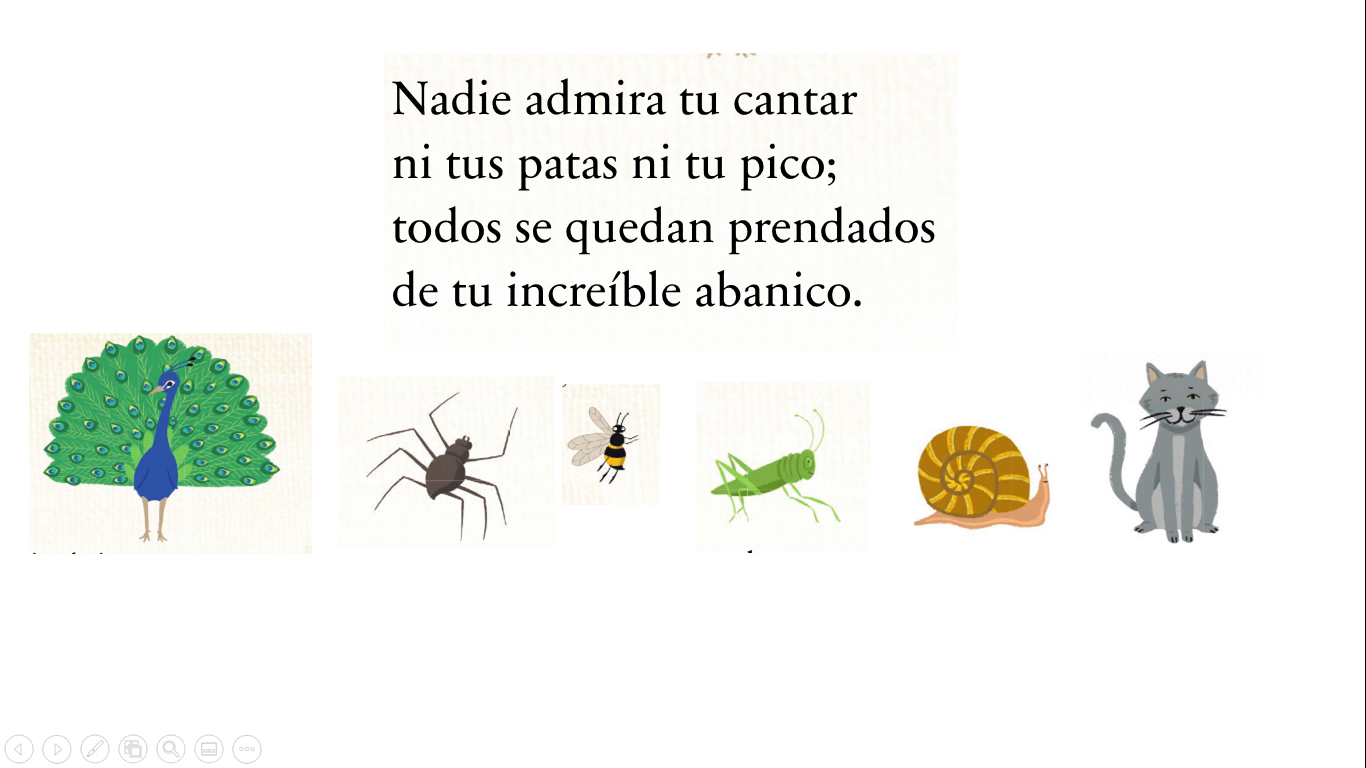 Nadie admira tu cantar
ni tus patas ni tu pico;
todos se quedan prendados
de tu increíble abanico.